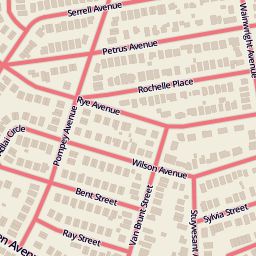 Serrell Avenue
Wainwright Avenue
Petrus Avenue
Rochelle Place
Rye Avenue
Circle
Pompey Avenue
Wilson Avenue
Bent Street
Van Brunt Street
Stuyvesant
Sylvia Street
Ray Street